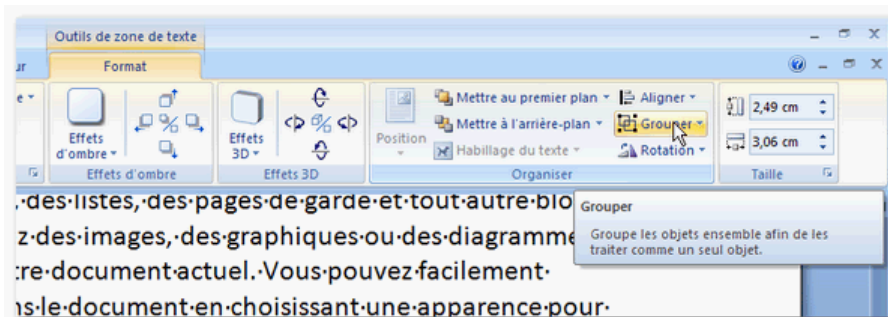 Outils de zone de texte
ur
Format
e
Effets d'ombre
Effets d'ombre
Effets 3D
Effets 3D
Position
Mettre au premier plan
Mettre à l'arrière-plan
Habillage du texte
Aligner
Grouper
Rotation
Organiser
2,49 cm
3,06 cm
Taille
,·des·listes,·des·pages·de·garde·et·tout·autre·blo
z·des·images,·des·graphiques·ou·des·diagramme
tre·document·actuel.·Vous·pouvez·facilement·
ns·le·document·en·choisissant·une·apparence·pour·
Grouper
Groupe les objets ensemble afin de les
traiter comme un seul objet.